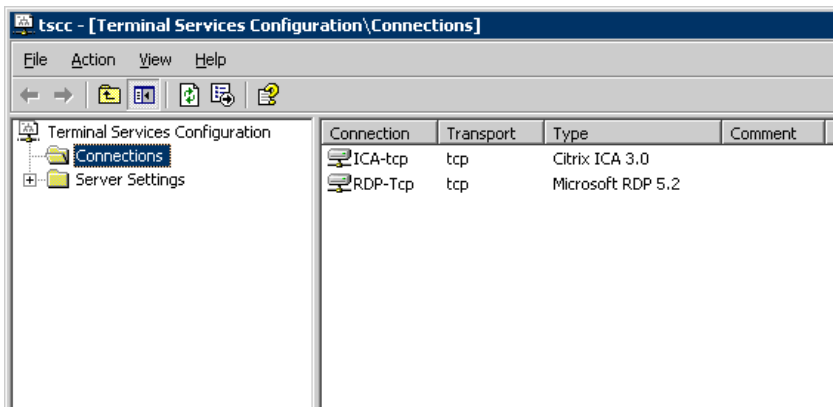 tscc - [Terminal Services Configuration\Connections]
File Action View Help
Terminal Services Configuration
Connections
Server Settings
Connection Transport Type Comment
ICA-tcp tcp Citrix ICA 3.0
RDP-Tcp tcp Microsoft RDP 5.2